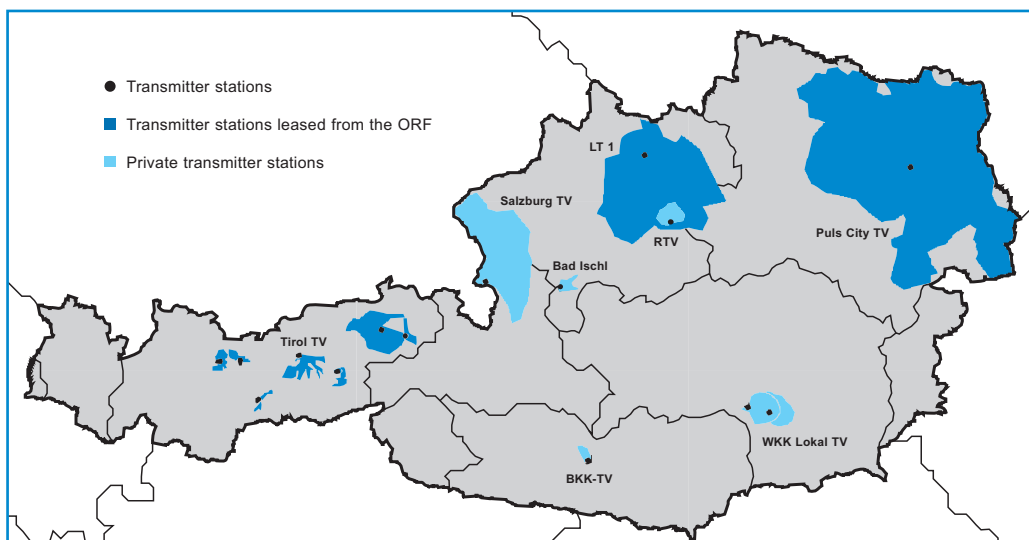 Transmitter stations
Transmitter stations leased from the ORF
Private transmitter stations
LT 1
Salzburg TV
RTV
Puls City TV
Bad Ischl
Tirol TV
WKK Lokal TV
BKK-TV